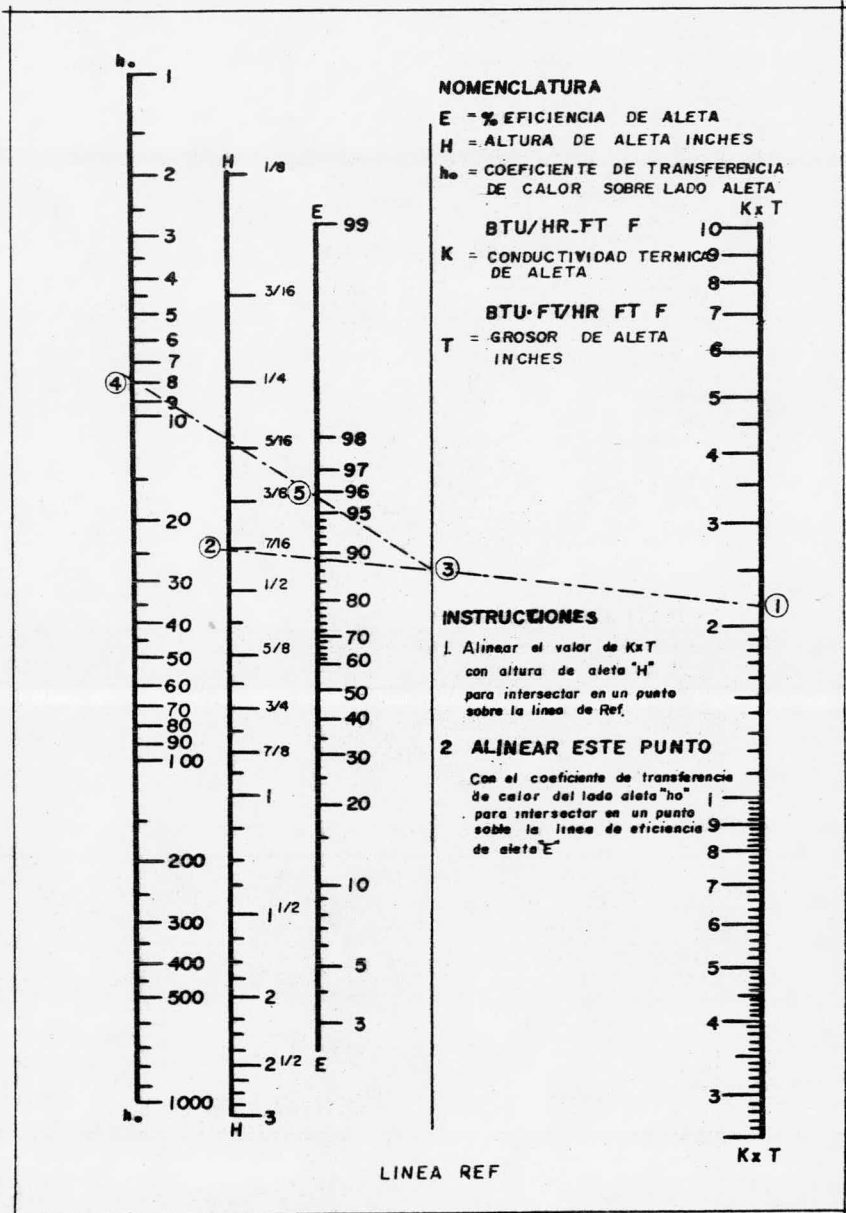 h.
1
2
3
4
5
6
7
8
9
10
20
30
40
50
60
70
80
90
100
200
300
400
500
1000
h.
H
1/8
3/16
1/4
5/16
3/8
7/16
1/2
5/8
3/4
7/8
1
1 1/2
2
2 1/2
3
H
E
99
98
97
96
95
90
80
70
60
50
40
30
20
10
5
3
E
4
2
5
3
1
NOMENCLATURA
E = % EFICIENCIA DE ALETA
H = ALTURA DE ALETA INCHES
h. = COEFICIENTE DE TRANSFERENCIA
DE CALOR SOBRE LADO ALETA
BTU/HR-FT F
K = CONDUCTIVIDAD TERMICA
DE ALETA
BTU·FT/HR FT F
T = GROSOR DE ALETA
INCHES
INSTRUCCIONES
1. Alinear el valor de KxT
con altura de aleta "H"
para intersectar en un punto
sobre la linea de Ref.
2 ALINEAR ESTE PUNTO
Con el coeficiente de transferencia
de calor del lado aleta "ho"
para intersectar en un punto
soble la linea de eficiencia
de aleta "E"
K x T
10
9
8
7
6
5
4
3
2
1
9
8
7
6
5
4
3
K x T
LINEA REF